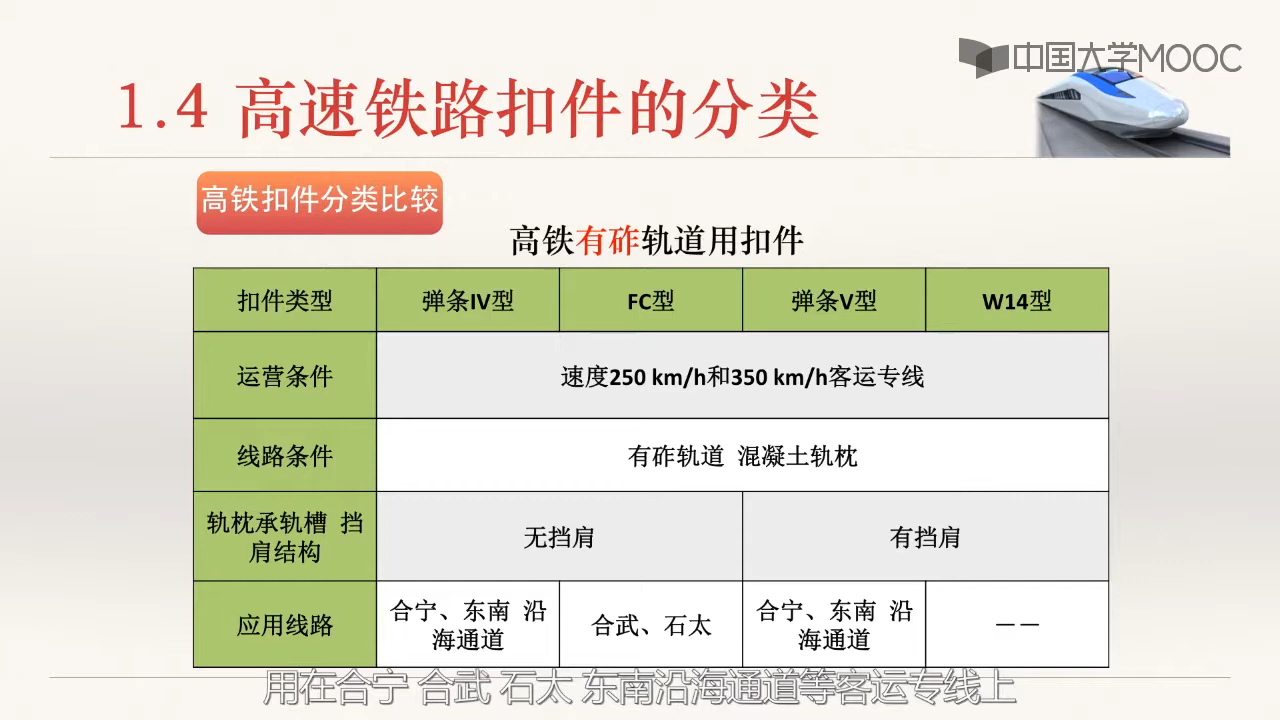 中国大学MOOC
1.4 高速铁路扣件的分类
高铁扣件分类比较
高铁有砟轨道用扣件
扣件类型 弹条IV型 FC型 弹条V型 W14型
运营条件 速度250 km/h和350 km/h客运专线
线路条件 有砟轨道 混凝土轨枕
轨枕承轨槽 挡
肩结构
无挡肩 有挡肩
应用线路
合宁、东南 沿
海通道
合武、石太
合宁、东南 沿
海通道
——
用在合宁 合武 石太 东南沿海通道等客运专线上